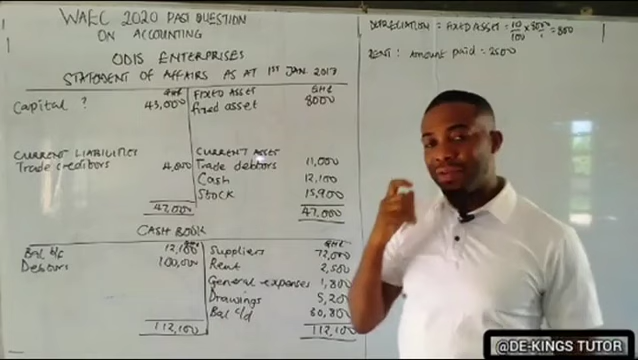 WAEC 2020 PAST QUESTION
ON ACCOUNTING
ODIS ENTERPRISES
STATEMENT OF AFFAIRS AS AT 1ST JAN. 2017
GH¢ FIXED ASSET GH¢
Capital ? 43,000 fixed asset 8000
CURRENT LIABILITIES CURRENT ASSET
Trade creditors 4,000 Trade debtors 11,000
Cash 12,100
Stock 15,900
47,000 47,000
CASH BOOK
GH¢ GH¢
Bal b/f 12,100 Suppliers 72,000
Debtors 100,000 Rent 2,500
General expenses 1,800
Drawings 5,200
Bal c/d 30,800
112,100 112,100
DEPRECIATION = FIXED ASSET = 10/100 x 8000/1 = 800
RENT: Amount paid = 2500
@DE-KINGS TUTOR